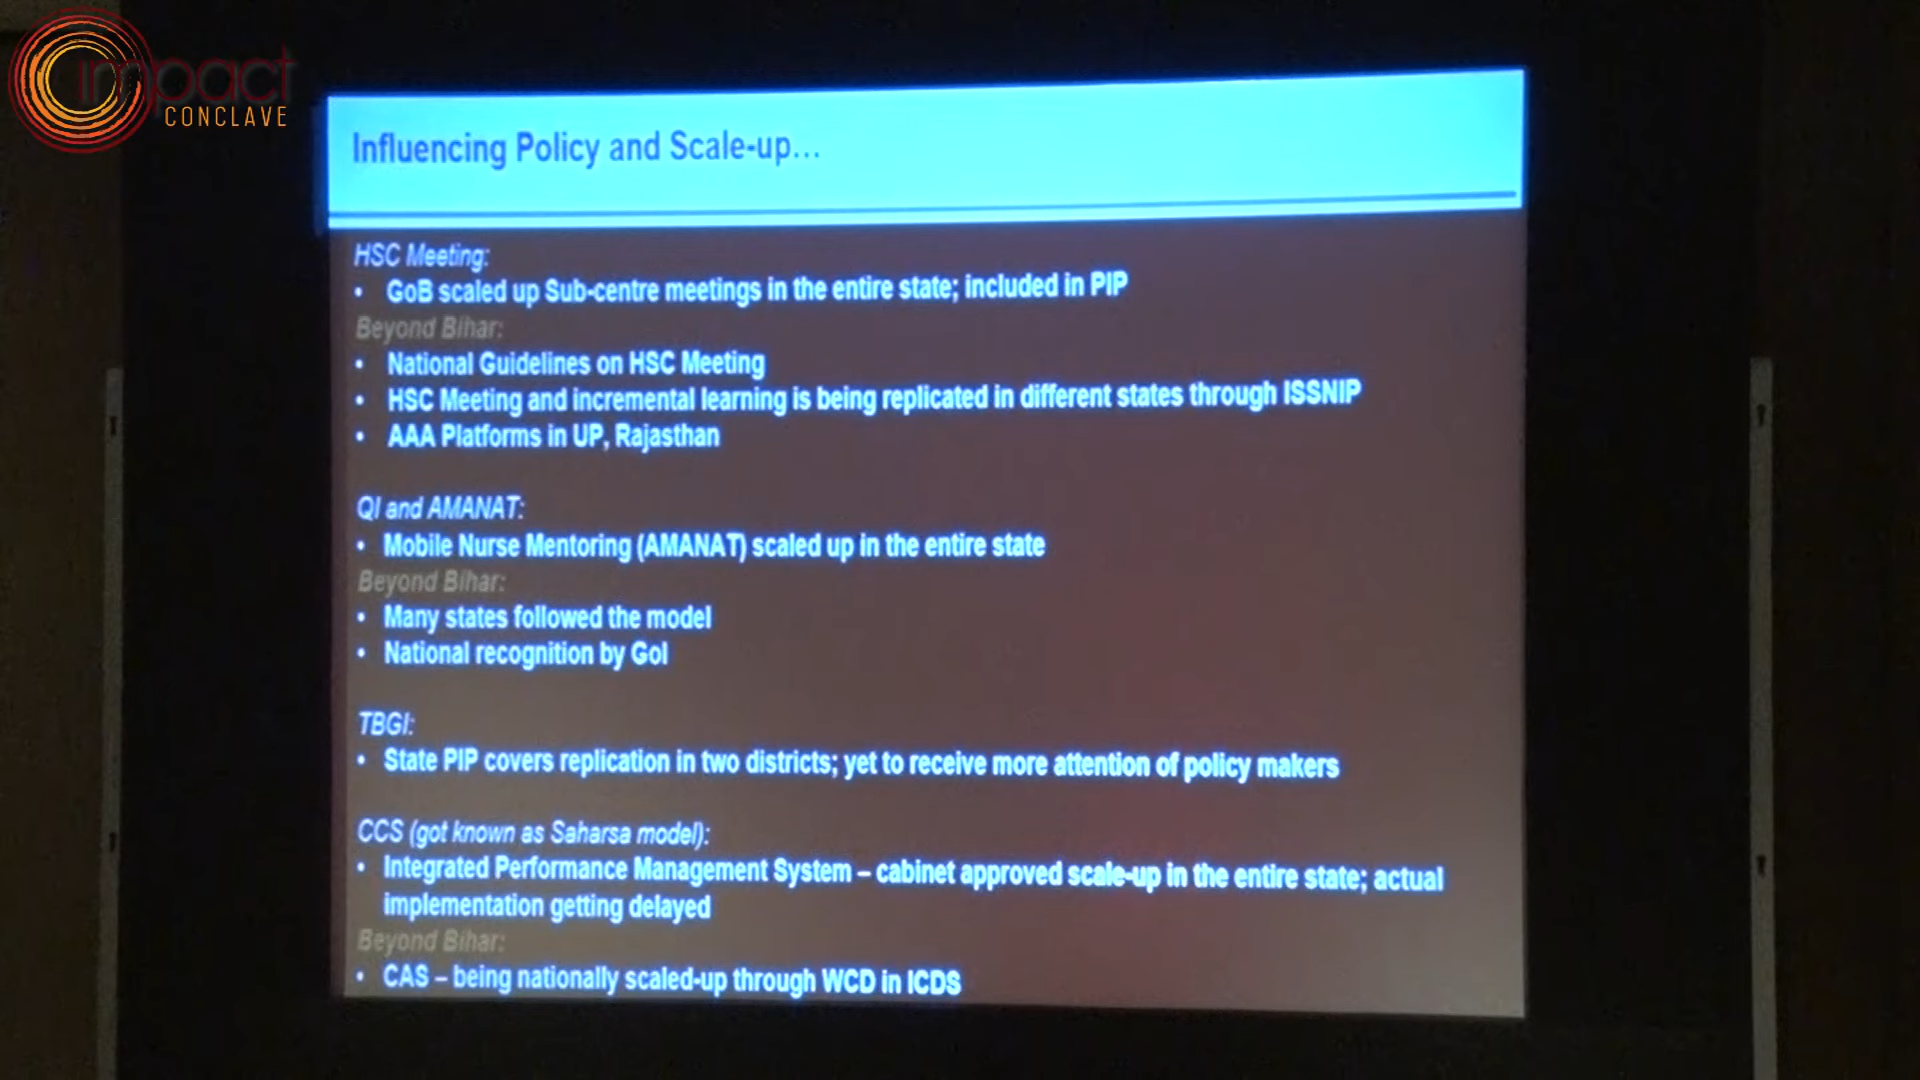 impact
CONCLAVE
Influencing Policy and Scale-up...
HSC Meeting:
• GoB scaled up Sub-centre meetings in the entire state; included in PIP
Beyond Bihar:
• National Guidelines on HSC Meeting
• HSC Meeting and incremental learning is being replicated in different states through ISSNIP
• AAA Platforms in UP, Rajasthan
QI and AMANAT:
• Mobile Nurse Mentoring (AMANAT) scaled up in the entire state
Beyond Bihar:
• Many states followed the model
• National recognition by GoI
TBGI:
• State PIP covers replication in two districts; yet to receive more attention of policy makers
CCS (got known as Saharsa model):
• Integrated Performance Management System – cabinet approved scale-up in the entire state; actual
implementation getting delayed
Beyond Bihar:
• CAS – being nationally scaled-up through WCD in ICDS